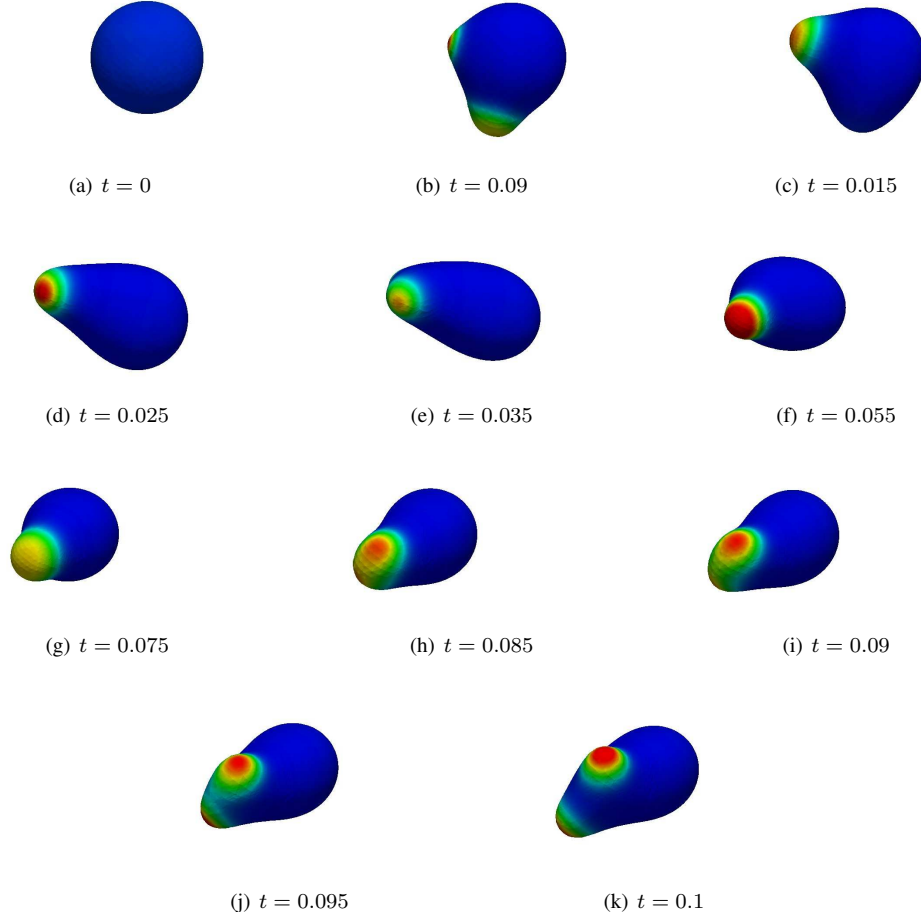 (a) t = 0
(b) t = 0.09
(c) t = 0.015
(d) t = 0.025
(e) t = 0.035
(f) t = 0.055
(g) t = 0.075
(h) t = 0.085
(i) t = 0.09
(j) t = 0.095
(k) t = 0.1